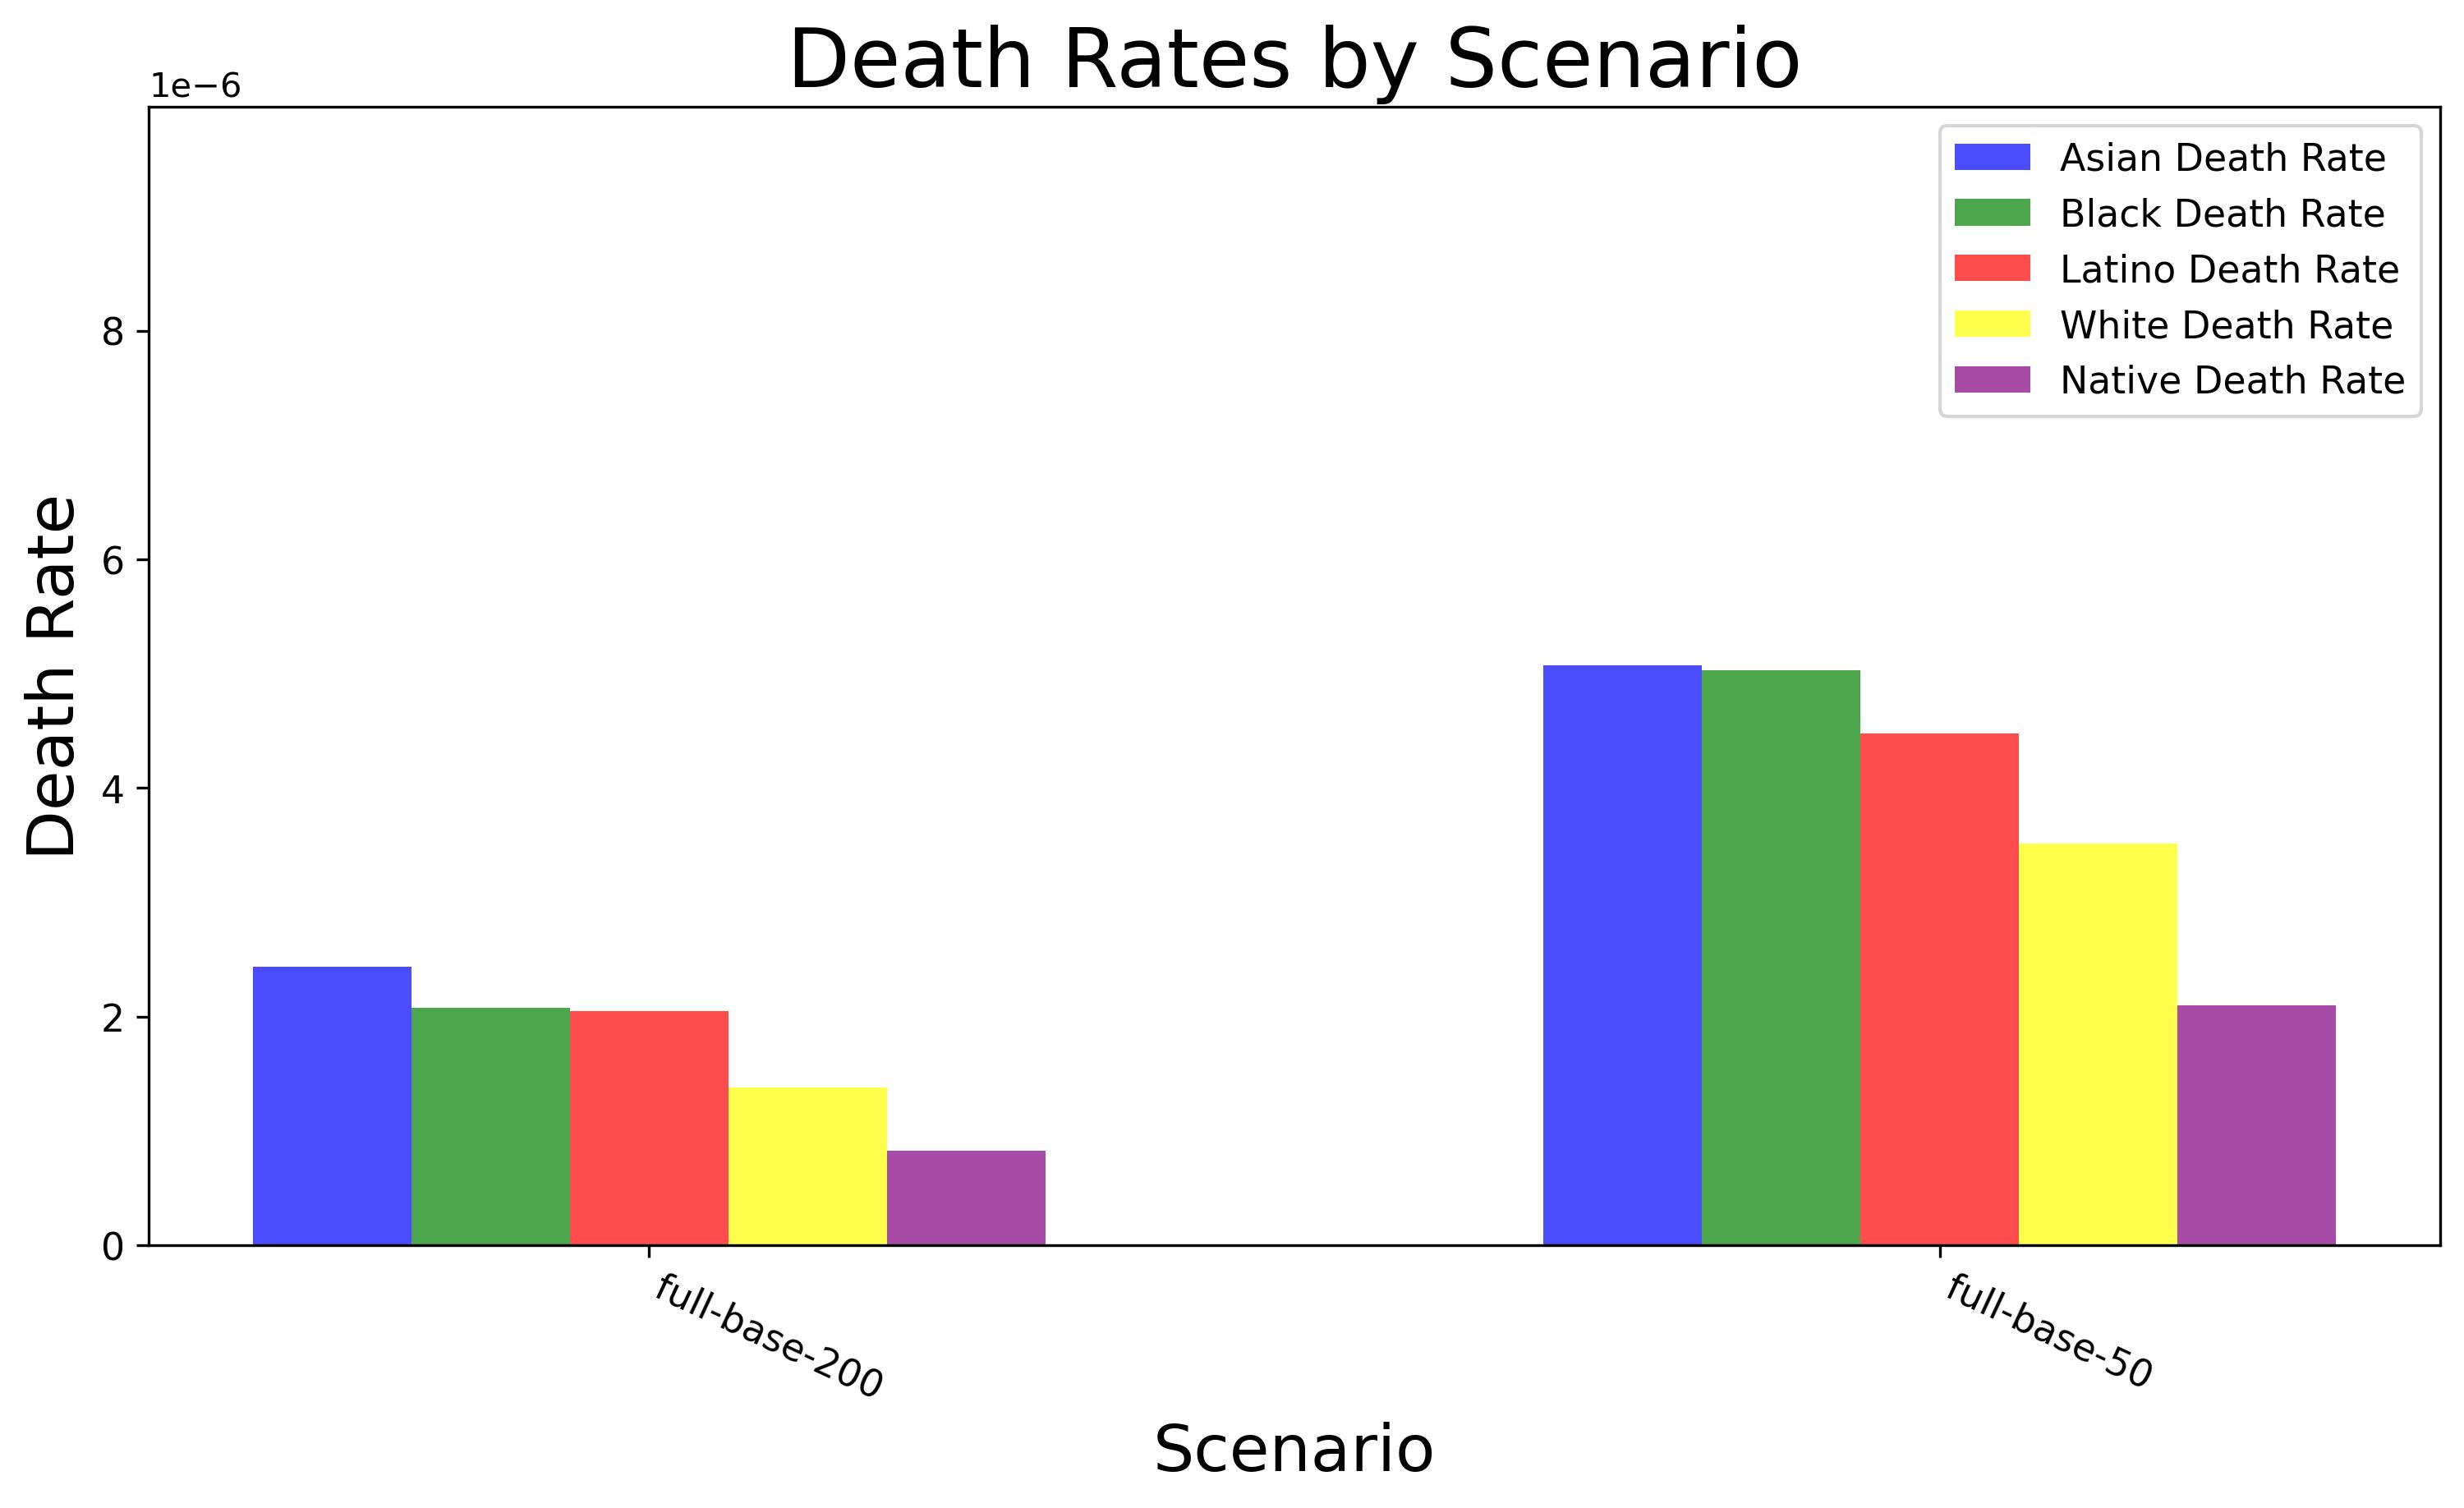 Death Rates by Scenario
1e−6
Asian Death Rate
Black Death Rate
Latino Death Rate
White Death Rate
Native Death Rate
Death Rate
8
6
4
2
0
full-base-200
full-base-50
Scenario